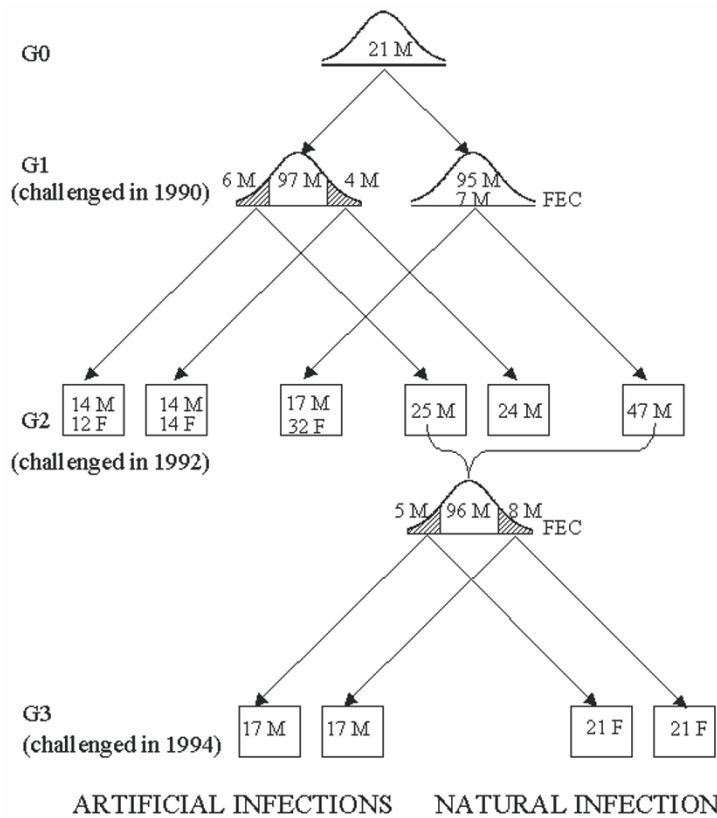 G0
21 M
G1
(challenged in 1990)
6 M 97 M 4 M
95 M
7 M
FEC
G2
(challenged in 1992)
14 M
12 F
14 M
14 F
17 M
32 F
25 M
24 M
47 M
5 M 96 M 8 M
FEC
G3
(challenged in 1994)
17 M
17 M
21 F
21 F
ARTIFICIAL INFECTIONS
NATURAL INFECTION